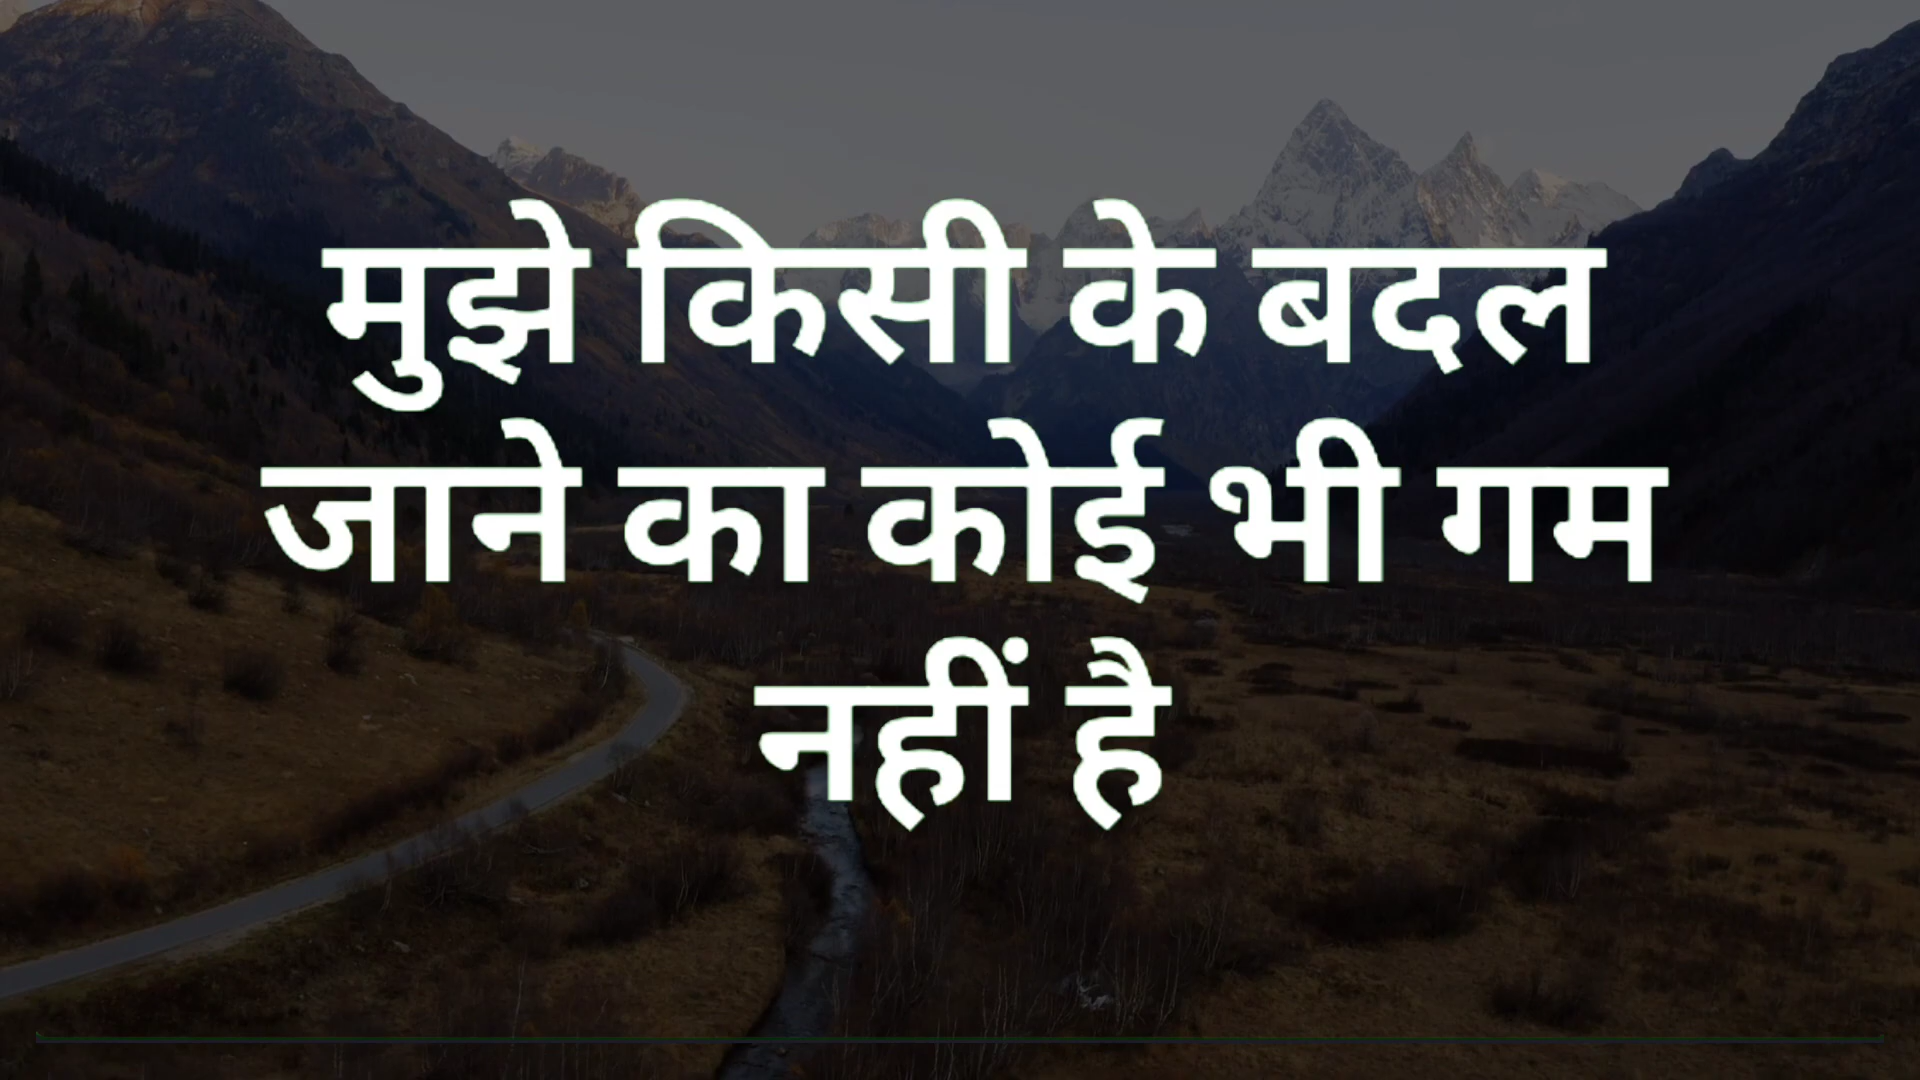 मुझे किसी के बदल
जाने का कोई भी गम
नहीं है